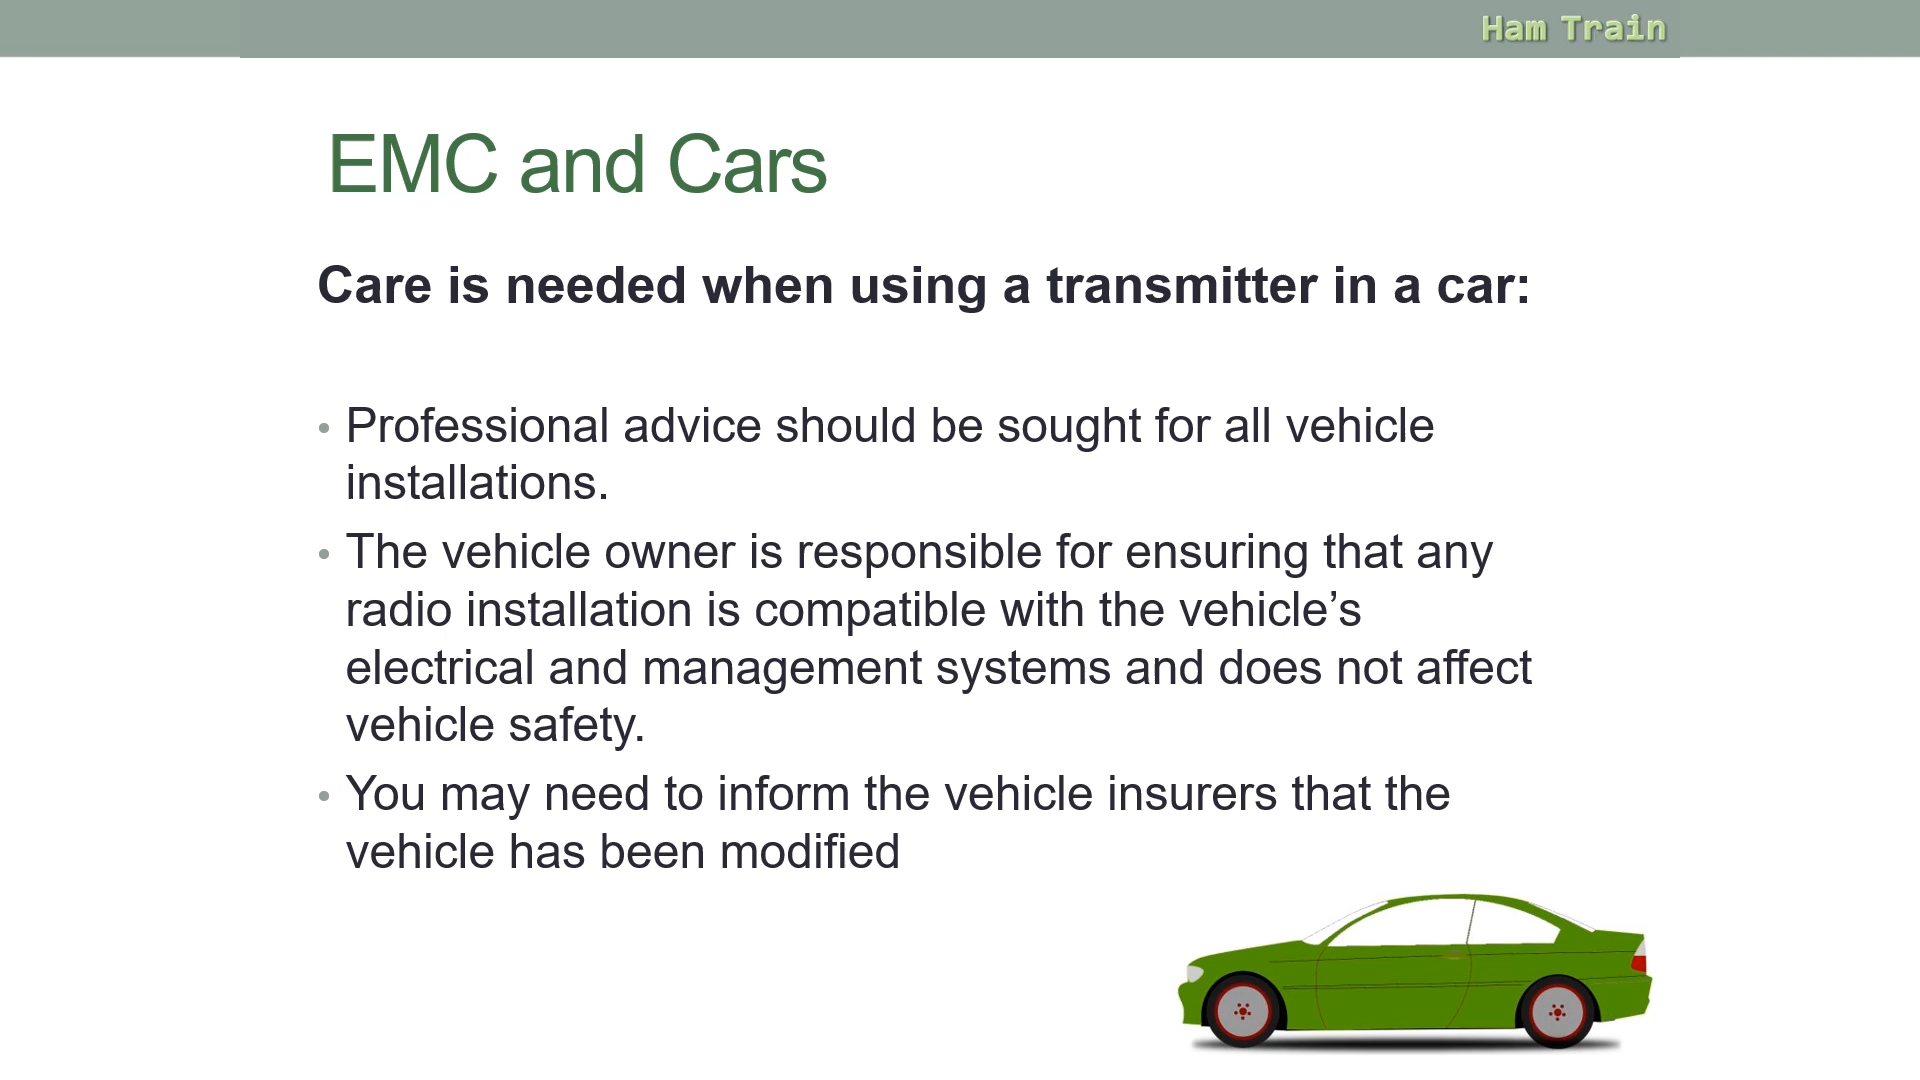 Ham Train
EMC and Cars
Care is needed when using a transmitter in a car:
• Professional advice should be sought for all vehicle
installations.
• The vehicle owner is responsible for ensuring that any
radio installation is compatible with the vehicle’s
electrical and management systems and does not affect
vehicle safety.
• You may need to inform the vehicle insurers that the
vehicle has been modified